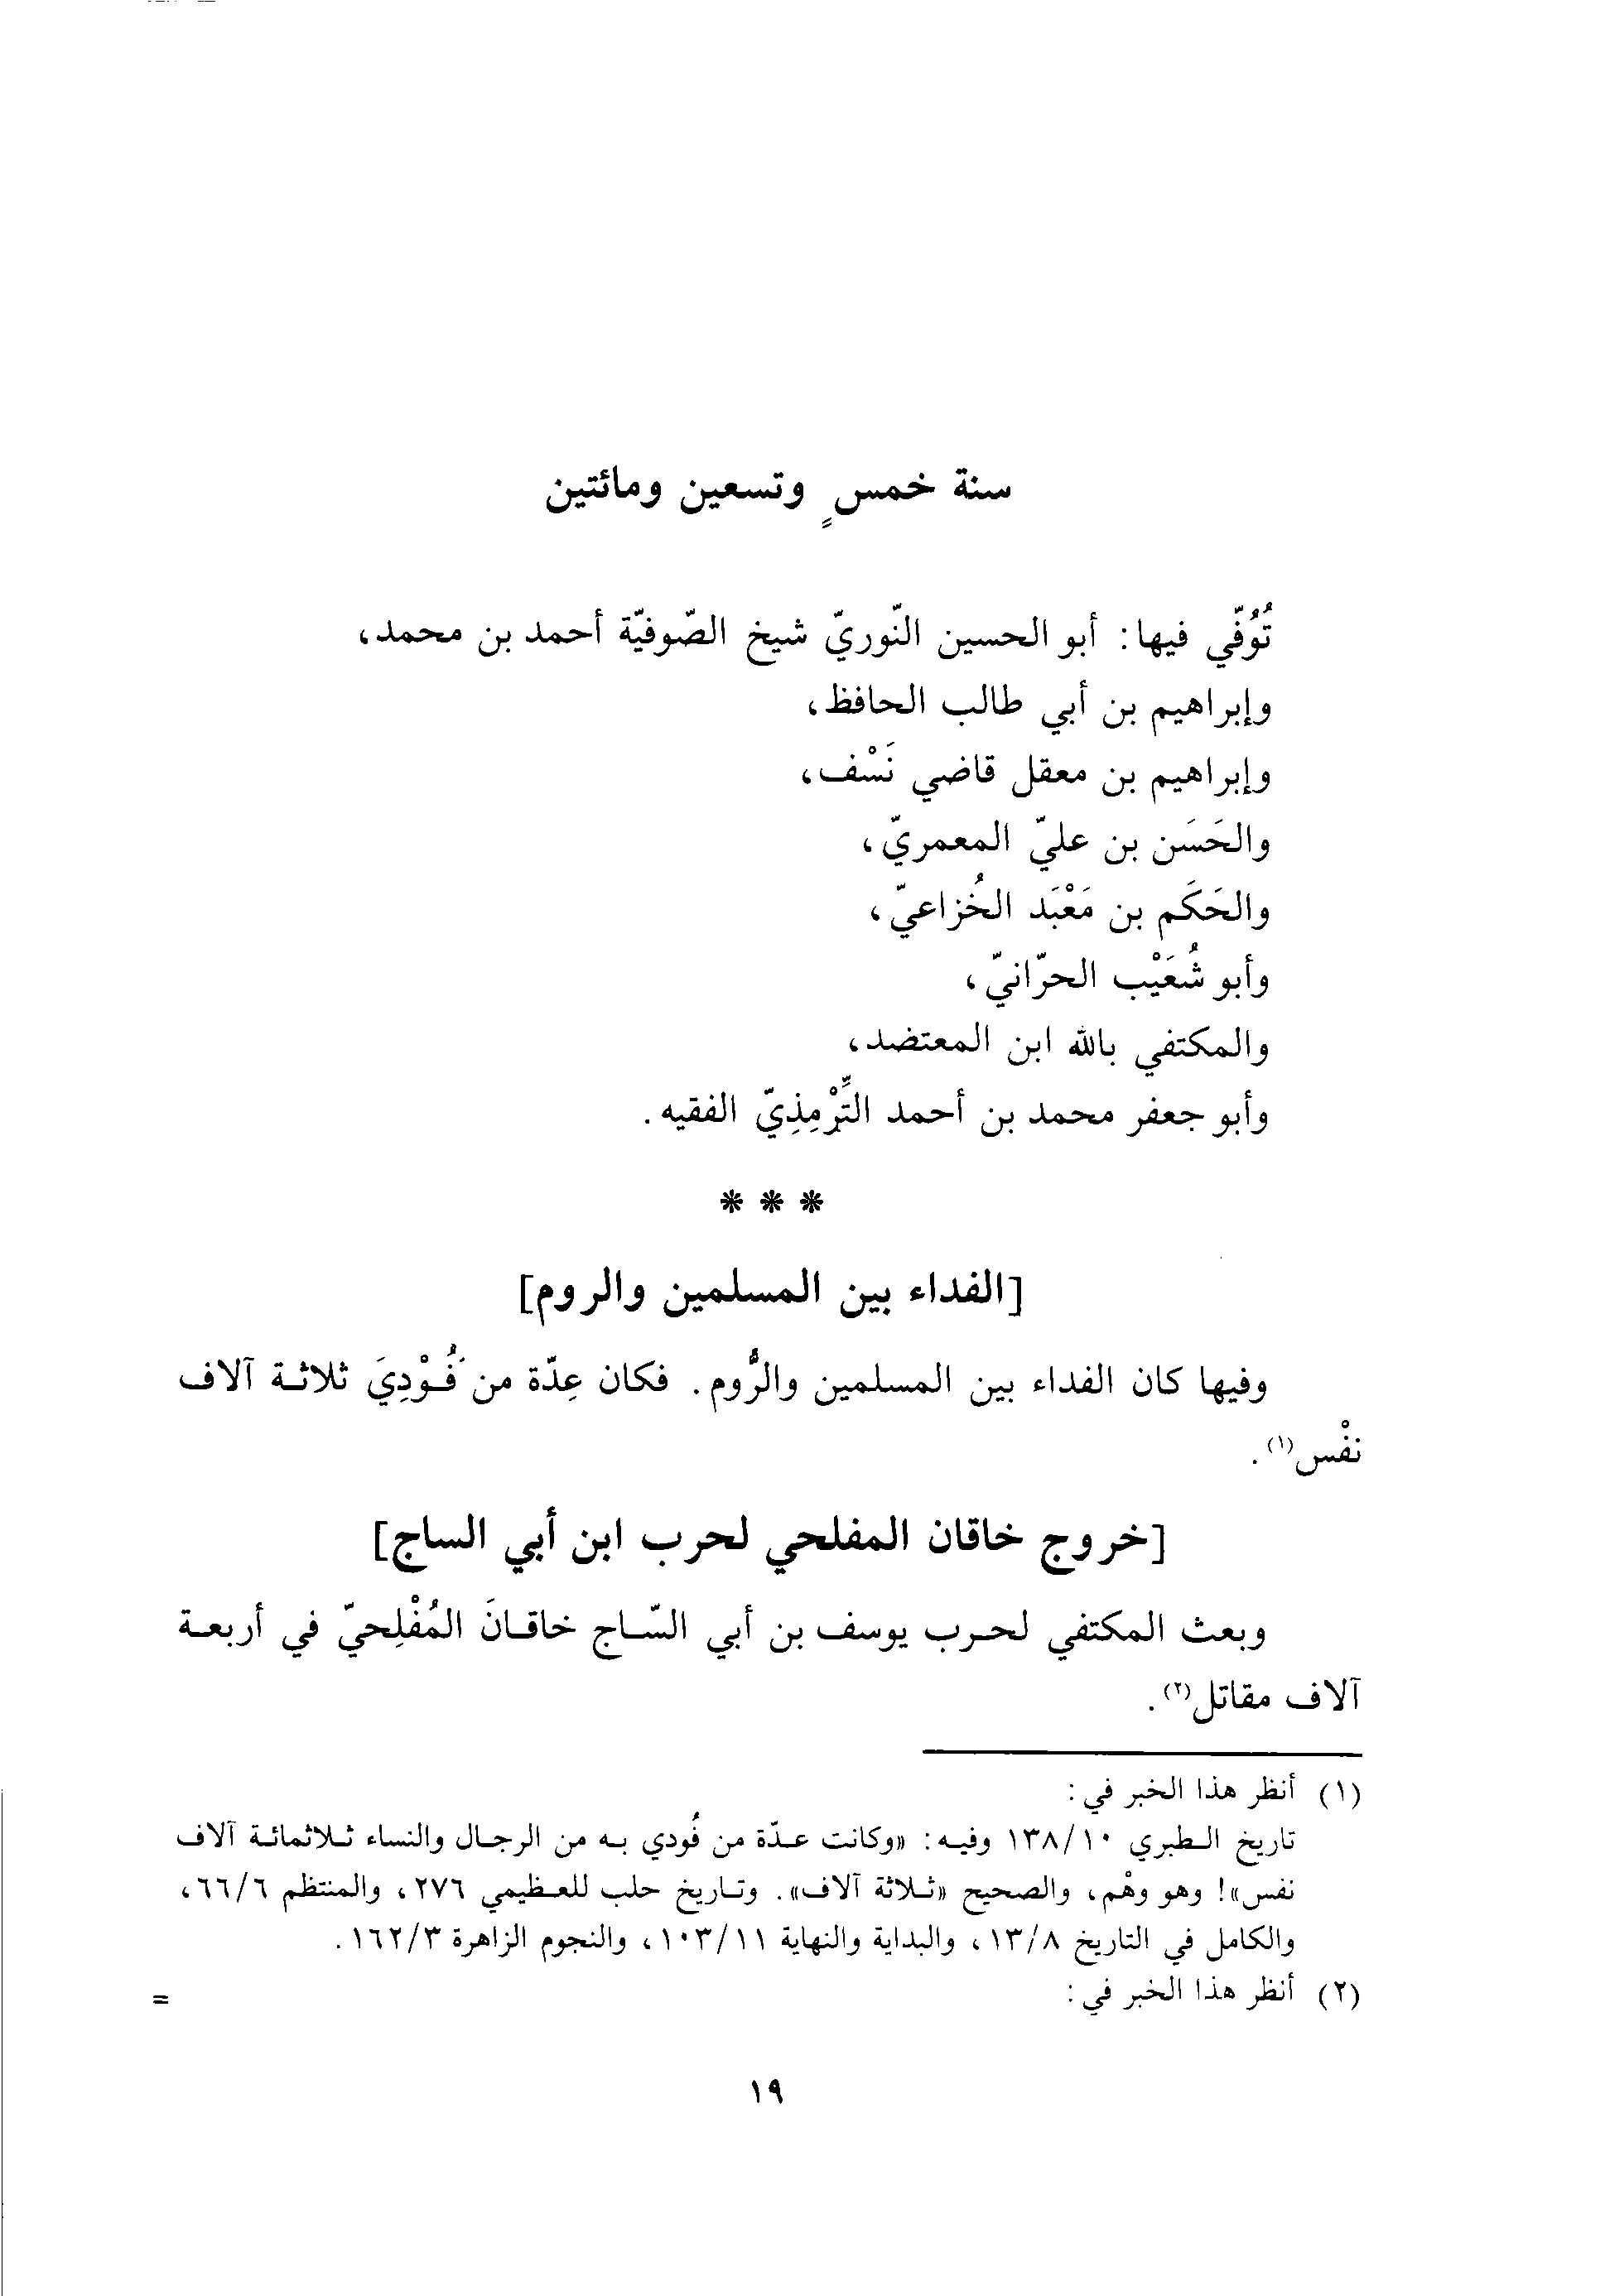 سنة خمسٍ وتسعين ومائتين
تُوُفّي فيها: أبو الحسين النّوريّ شيخ الصّوفيّة أحمد بن محمد،
وإبراهيم بن أبي طالب الحافظ،
وإبراهيم بن معقل قاضي نَسْف،
والحَسَن بن عليّ المعمريّ،
والحَكَم بن مَعْبَد الخُزاعيّ،
وأبو شُعَيْب الحرّانيّ،
والمكتفي بالله ابن المعتضد،
وأبو جعفر محمد بن أحمد التِّرْمِذِيّ الفقيه.
* * *
[الفداء بين المسلمين والروم]
وفيها كان الفداء بين المسلمين والرُّوم. فكان عِدّة من فُوْدِيَ ثلاثة آلاف
نفْس(١).
[خروج خاقان المفلحي لحرب ابن أبي الساج]
وبعث المكتفي لحرب يوسف بن أبي السّاج خاقانَ المُفْلِحيّ في أربعة
آلاف مقاتل(٢).
(١) أنظر هذا الخبر في:
تاريخ الطبري ١٣٨/١٠ وفيه: «وكانت عدّة من فُودي به من الرجال والنساء ثلاثمائة آلاف
نفس»! وهو وهْم، والصحيح «ثلاثة آلاف». وتاريخ حلب للعظيمي ٢٧٦، والمنتظم ٦٦/٦،
والكامل في التاريخ ١٣/٨، والبداية والنهاية ١٠٣/١١، والنجوم الزاهرة ١٦٢/٣.
(٢) أنظر هذا الخبر في: =
١٩